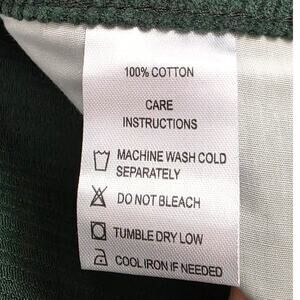 100% COTTON
CARE
INSTRUCTIONS
MACHINE WASH COLD
SEPARATELY
DO NOT BLEACH
TUMBLE DRY LOW
COOL IRON IF NEEDED